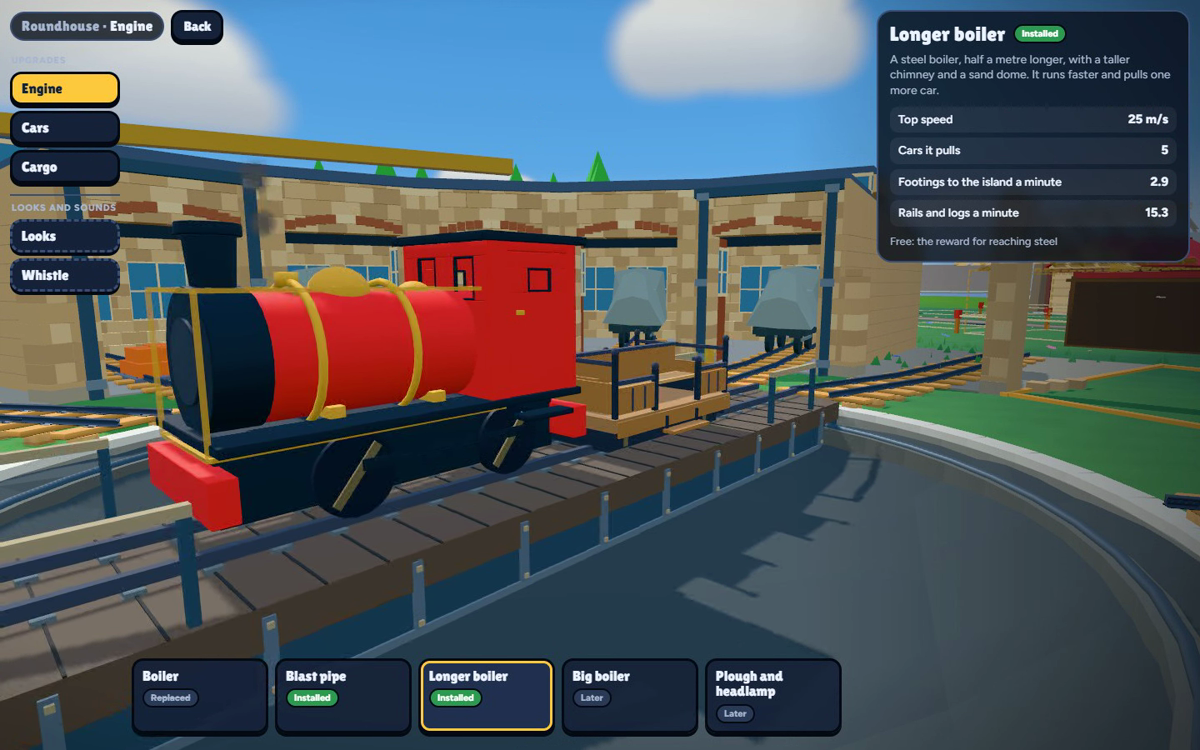 Roundhouse · Engine
Back
UPGRADES
Engine
Cars
Cargo
LOOKS AND SOUNDS
Looks
Whistle
Longer boiler
Installed
A steel boiler, half a metre longer, with a taller
chimney and a sand dome. It runs faster and pulls one
more car.
Top speed 25 m/s
Cars it pulls 5
Footings to the island a minute 2.9
Rails and logs a minute 15.3
Free: the reward for reaching steel
Boiler
Replaced
Blast pipe
Installed
Longer boiler
Installed
Big boiler
Later
Plough and
headlamp
Later